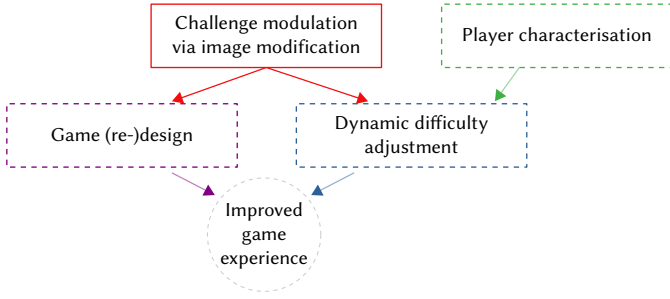 Challenge modulation
via image modification
Player characterisation
Game (re-)design
Dynamic difficulty
adjustment
Improved
game
experience